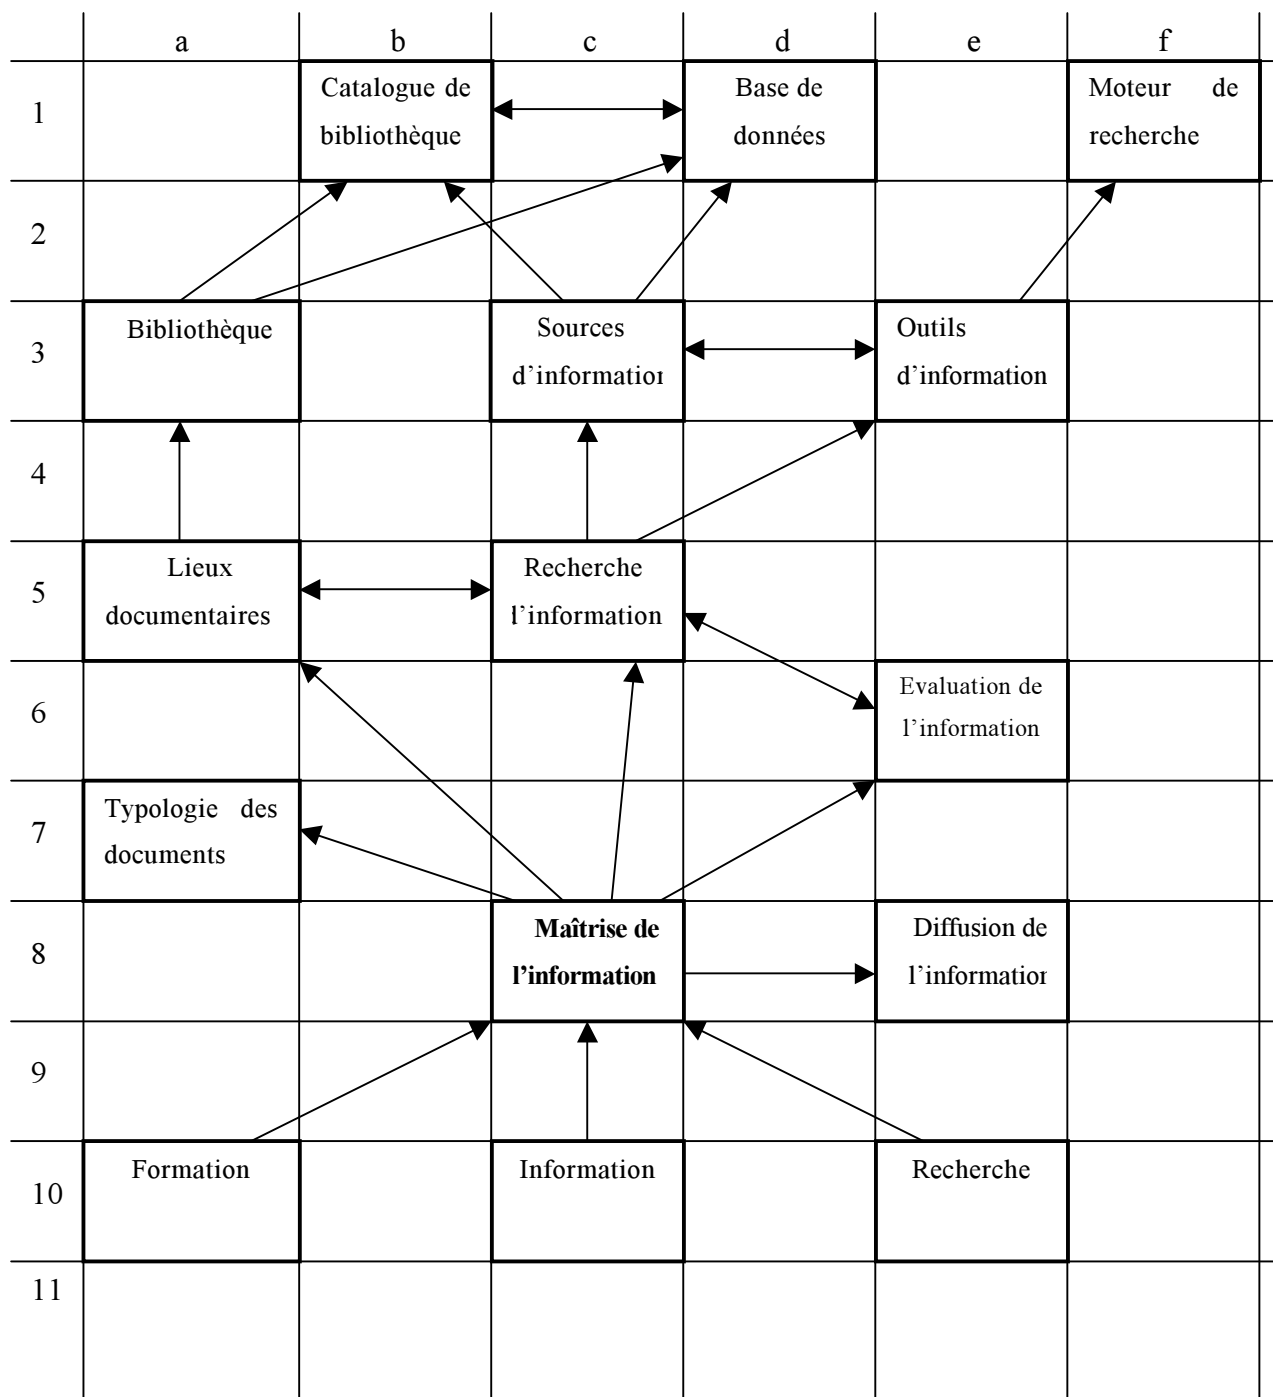 a b c d e f
1
Catalogue de
bibliothèque
Base de
données
Moteur de
recherche
2
3
Bibliothèque
Sources
d'information
Outils
d'information
4
5
Lieux
documentaires
Recherche
l'information
6
Evaluation de
l'information
7
Typologie des
documents
8
Maîtrise de
l'information
Diffusion de
l'information
9
10
Formation
Information
Recherche
11